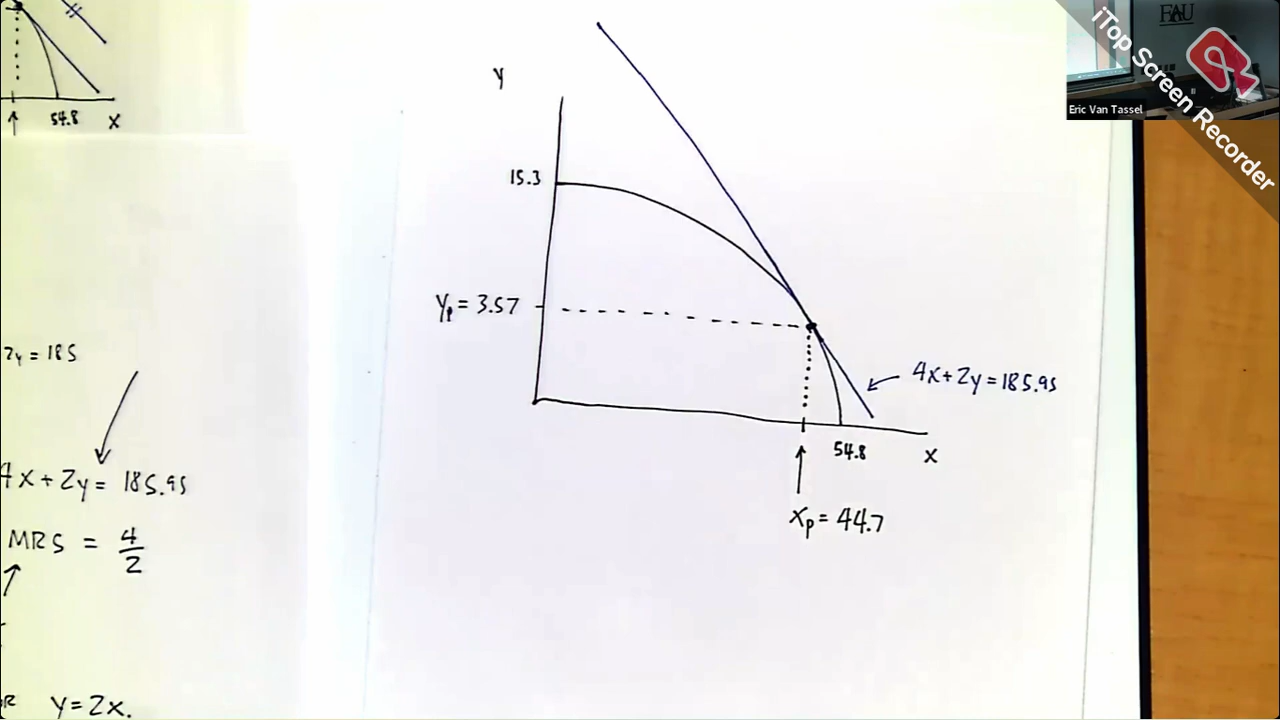 54.8
X
2y = 185
4x + 2y = 185.95
MRS = 4/2
y = 2x.
y
15.3
Yₚ = 3.57
4x + 2y = 185.95
54.8
x
xₚ = 44.7
FAU
Eric Van Tassel
iTop Screen Recorder